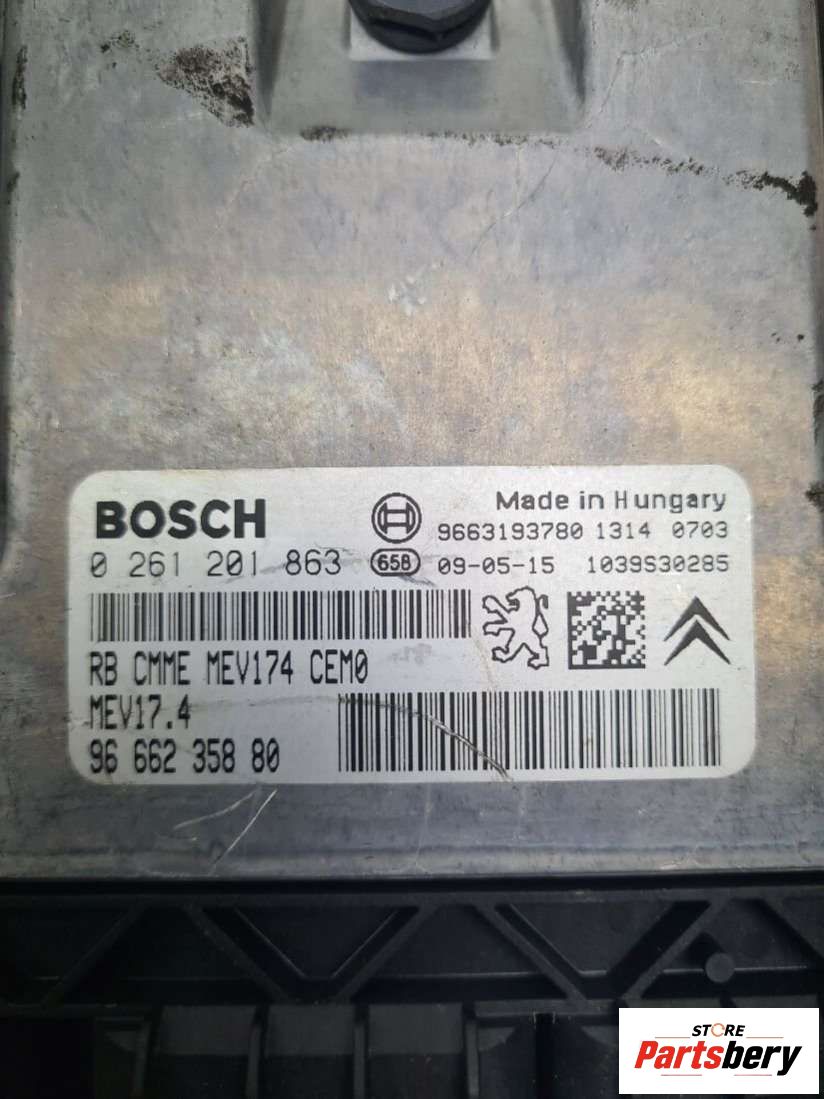 BOSCH
Made in Hungary
9663193780 1314 0703
0 261 201 863 658 09-05-15 1039S30285
RB CMME MEV174 CEM0
MEV17.4
96 662 358 80
STORE
Partsbery